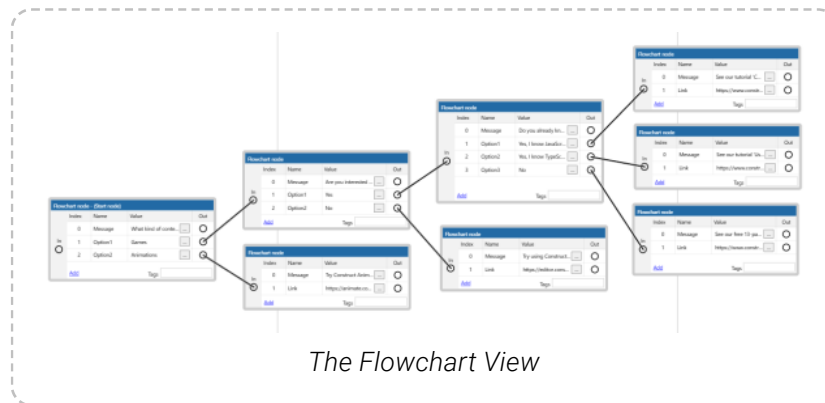 Flowchart node - (Start node)
Index Name Value Out
In
0 Message What kind of conte... ...
1 Option1 Games ...
2 Option2 Animations ...
Add Tags
Flowchart node
Index Name Value Out
In
0 Message Are you interested ... ...
1 Option1 Yes ...
2 Option2 No ...
Add Tags
Flowchart node
Index Name Value Out
In
0 Message Try Construct Anim... ...
1 Link https://animate.co... ...
Add Tags
Flowchart node
Index Name Value Out
In
0 Message Do you already kn... ...
1 Option1 Yes, I know JavaScr... ...
2 Option2 Yes, I know TypeSc... ...
3 Option3 No ...
Add Tags
Flowchart node
Index Name Value Out
In
0 Message Try using Construct... ...
1 Link https://editor.cons... ...
Add Tags
Flowchart node
Index Name Value Out
In
0 Message See our tutorial 'C... ...
1 Link https://www.constr... ...
Add Tags
Flowchart node
Index Name Value Out
In
0 Message See our tutorial 'Us... ...
1 Link https://www.constr... ...
Add Tags
Flowchart node
Index Name Value Out
In
0 Message See our free 13-pa... ...
1 Link https://www.constr... ...
Add Tags
The Flowchart View